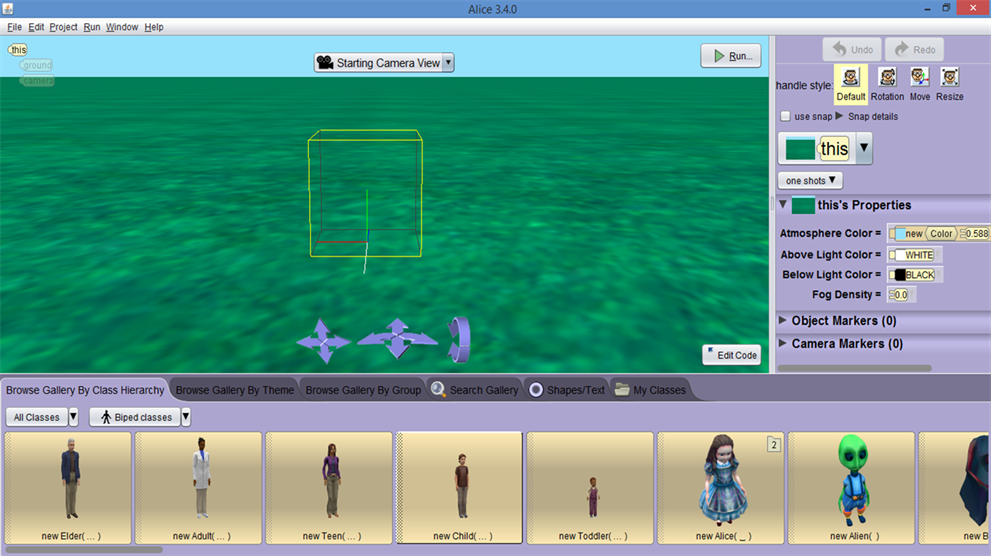 Alice 3.4.0
File Edit Project Run Window Help
this
ground
camera
Starting Camera View
Run...
Undo Redo
handle style:
Default Rotation Move Resize
use snap Snap details
this
one shots
this's Properties
Atmosphere Color = new Color 0.588
Above Light Color = WHITE
Below Light Color = BLACK
Fog Density = 0.0
Object Markers (0)
Camera Markers (0)
Edit Code
Browse Gallery By Class Hierarchy Browse Gallery By Theme Browse Gallery By Group Search Gallery Shapes/Text My Classes
All Classes Biped classes
2
new Elder( ... ) new Adult( ... ) new Teen( ... ) new Child( ... ) new Toddler( ... ) new Alice( _ ) new Alien( ) new B